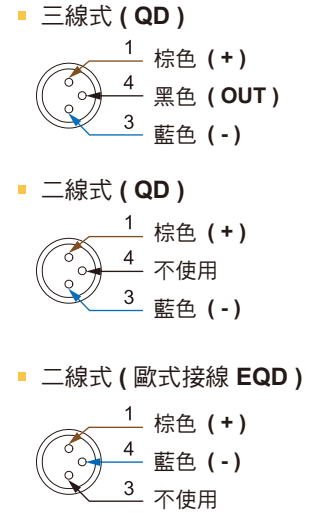 三線式 ( QD )
1 棕色 ( + )
4 黑色 ( OUT )
3 藍色 ( - )
二線式 ( QD )
1 棕色 ( + )
4 不使用
3 藍色 ( - )
二線式 ( 歐式接線 EQD )
1 棕色 ( + )
4 藍色 ( - )
3 不使用